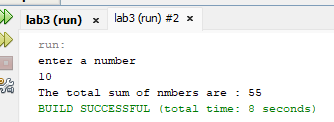 lab3 (run) × lab3 (run) #2 ×
run:
enter a number
10
The total sum of nmbers are : 55
BUILD SUCCESSFUL (total time: 8 seconds)